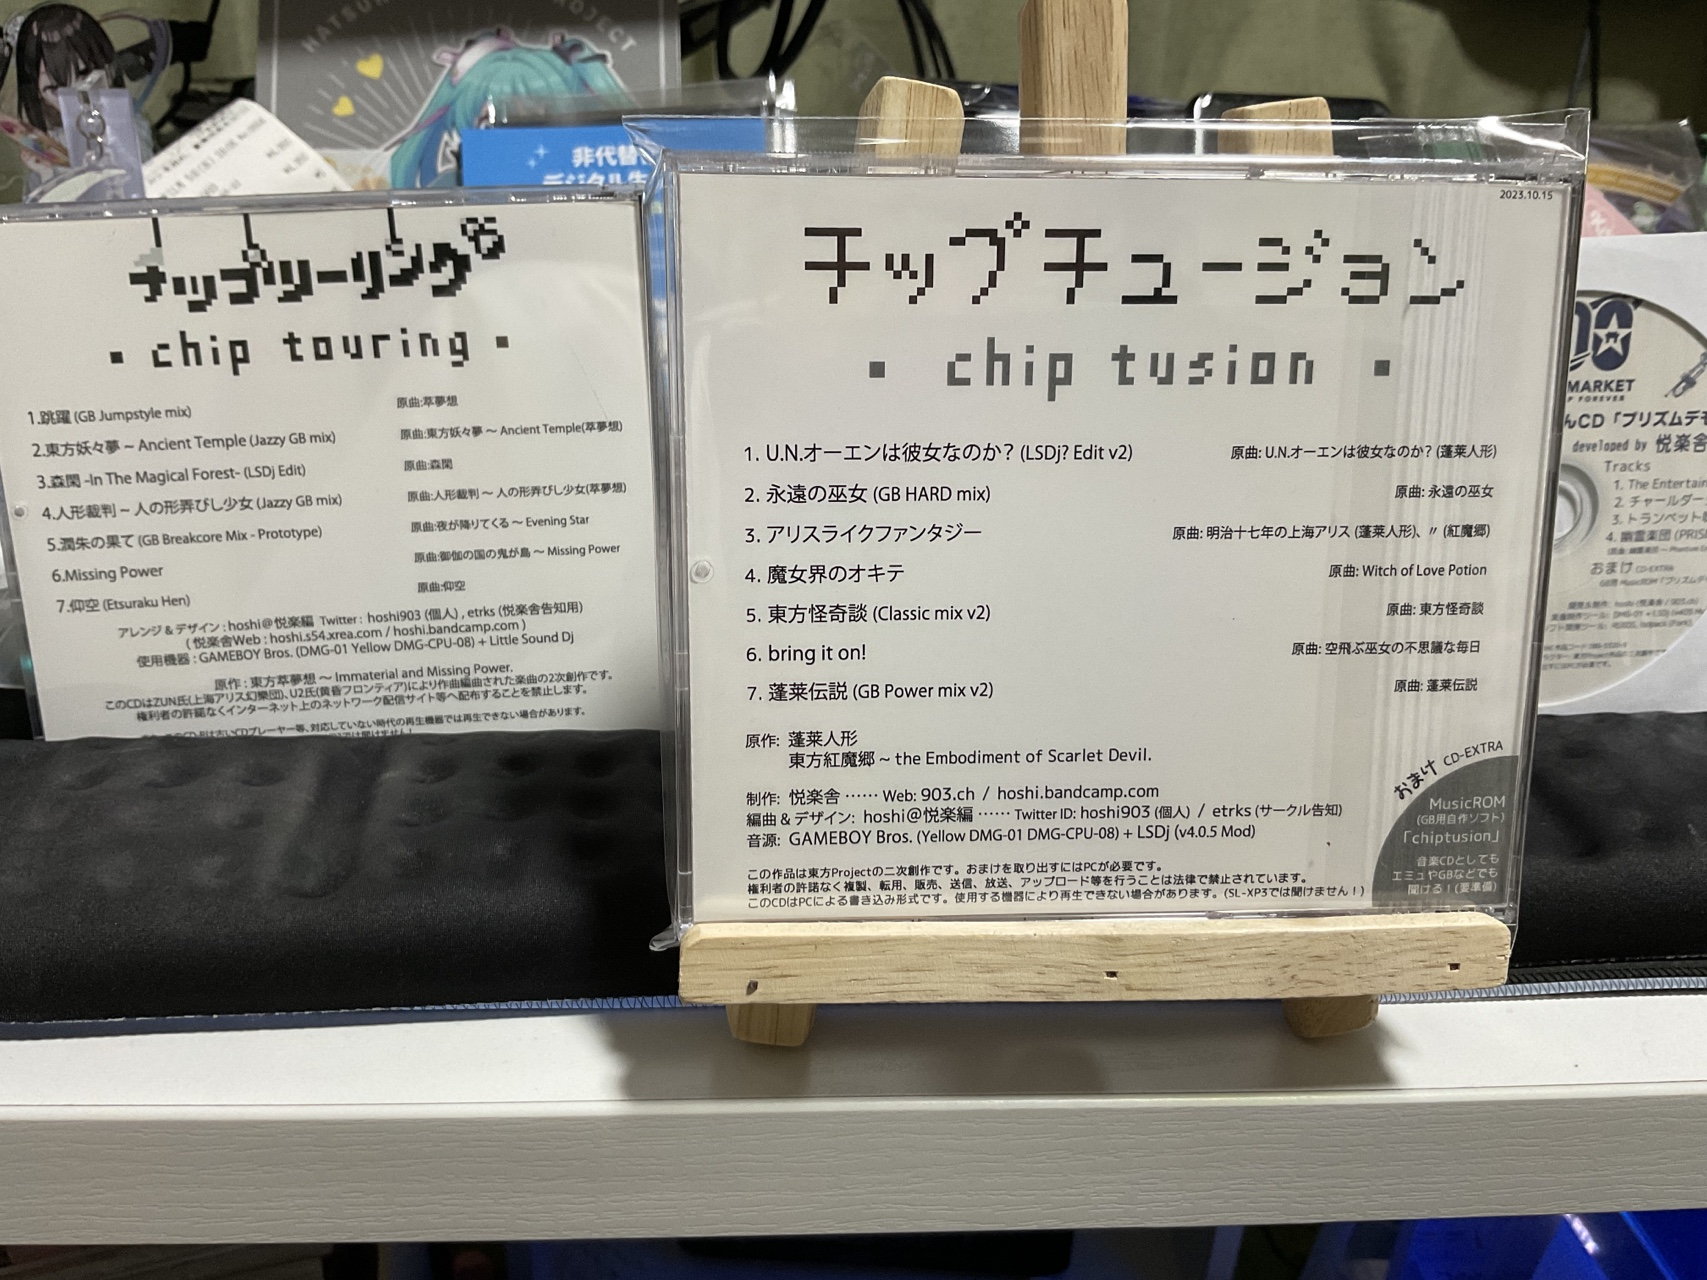 チップツーリング
・chip touring・
1.跳躍 (GB Jumpstyle mix) 原曲:萃夢想
2.東方妖々夢 ~ Ancient Temple (Jazzy GB mix) 原曲:東方妖々夢 ~ Ancient Temple(萃夢想)
3.森閑 -In The Magical Forest- (LSDj Edit) 原曲:森閑
4.人形裁判 ~ 人の形弄びし少女 (Jazzy GB mix) 原曲:人形裁判 ~ 人の形弄びし少女(萃夢想)
5.潤朱の果て (GB Breakcore Mix - Prototype) 原曲:夜が降りてくる ~ Evening Star
6.Missing Power 原曲:御伽の国の鬼が島 ~ Missing Power
7.仰空 (Etsuraku Hen) 原曲:仰空
アレンジ & デザイン : hoshi@悦楽編 Twitter : hoshi903 (個人) , etrks (悦楽舎告知用)
( 悦楽舎Web : hoshi.s54.xrea.com / hoshi.bandcamp.com )
使用機器 : GAMEBOY Bros. (DMG-01 Yellow DMG-CPU-08) + Little Sound Dj
原作 : 東方萃夢想 ~ Immaterial and Missing Power.
このCDはZUN氏(上海アリス幻樂団)、U2氏(黄昏フロンティア)により作曲編曲された楽曲の2次創作です。
権利者の許諾なくインターネット上のネットワーク配信サイト等へ配布することを禁止します。
非代替
2023.10.15
チップチュージョン
・ chip tusion ・
1. U.N.オーエンは彼女なのか? (LSDj? Edit v2) 原曲: U.N.オーエンは彼女なのか? (蓬莱人形)
2. 永遠の巫女 (GB HARD mix) 原曲: 永遠の巫女
3. アリスライクファンタジー 原曲: 明治十七年の上海アリス (蓬莱人形)、〃 (紅魔郷)
4. 魔女界のオキテ 原曲: Witch of Love Potion
5. 東方怪奇談 (Classic mix v2) 原曲: 東方怪奇談
6. bring it on! 原曲: 空飛ぶ巫女の不思議な毎日
7. 蓬莱伝説 (GB Power mix v2) 原曲: 蓬莱伝説
原作: 蓬莱人形
東方紅魔郷 ~ the Embodiment of Scarlet Devil.
制作: 悦楽舎 …… Web: 903.ch / hoshi.bandcamp.com
編曲 & デザイン: hoshi@悦楽編 …… Twitter ID: hoshi903 (個人) / etrks (サークル告知)
音源: GAMEBOY Bros. (Yellow DMG-01 DMG-CPU-08) + LSDj (v4.0.5 Mod)
この作品は東方Projectの二次創作です。おまけを取り出すにはPCが必要です。
権利者の許諾なく複製、転用、販売、送信、放送、アップロード等を行うことは法律で禁止されています。
このCDはPCによる書き込み形式です。使用する機器により再生できない場合があります。(SL-XP3では聞けません!)
おまけ CD-EXTRA
MusicROM
(GB用自作ソフト)
「chiptusion」
音楽CDとしても
エミュやGBなどでも
聞ける!(要準備)
MARKET
FOREVER
CD「プリズムデモ
developed by 悦楽舎
Tracks
1. The Entertain
2. チャールダー
3. トランペット
4. 幽霊楽団 (PRIS
おまけ CD-EXTRA